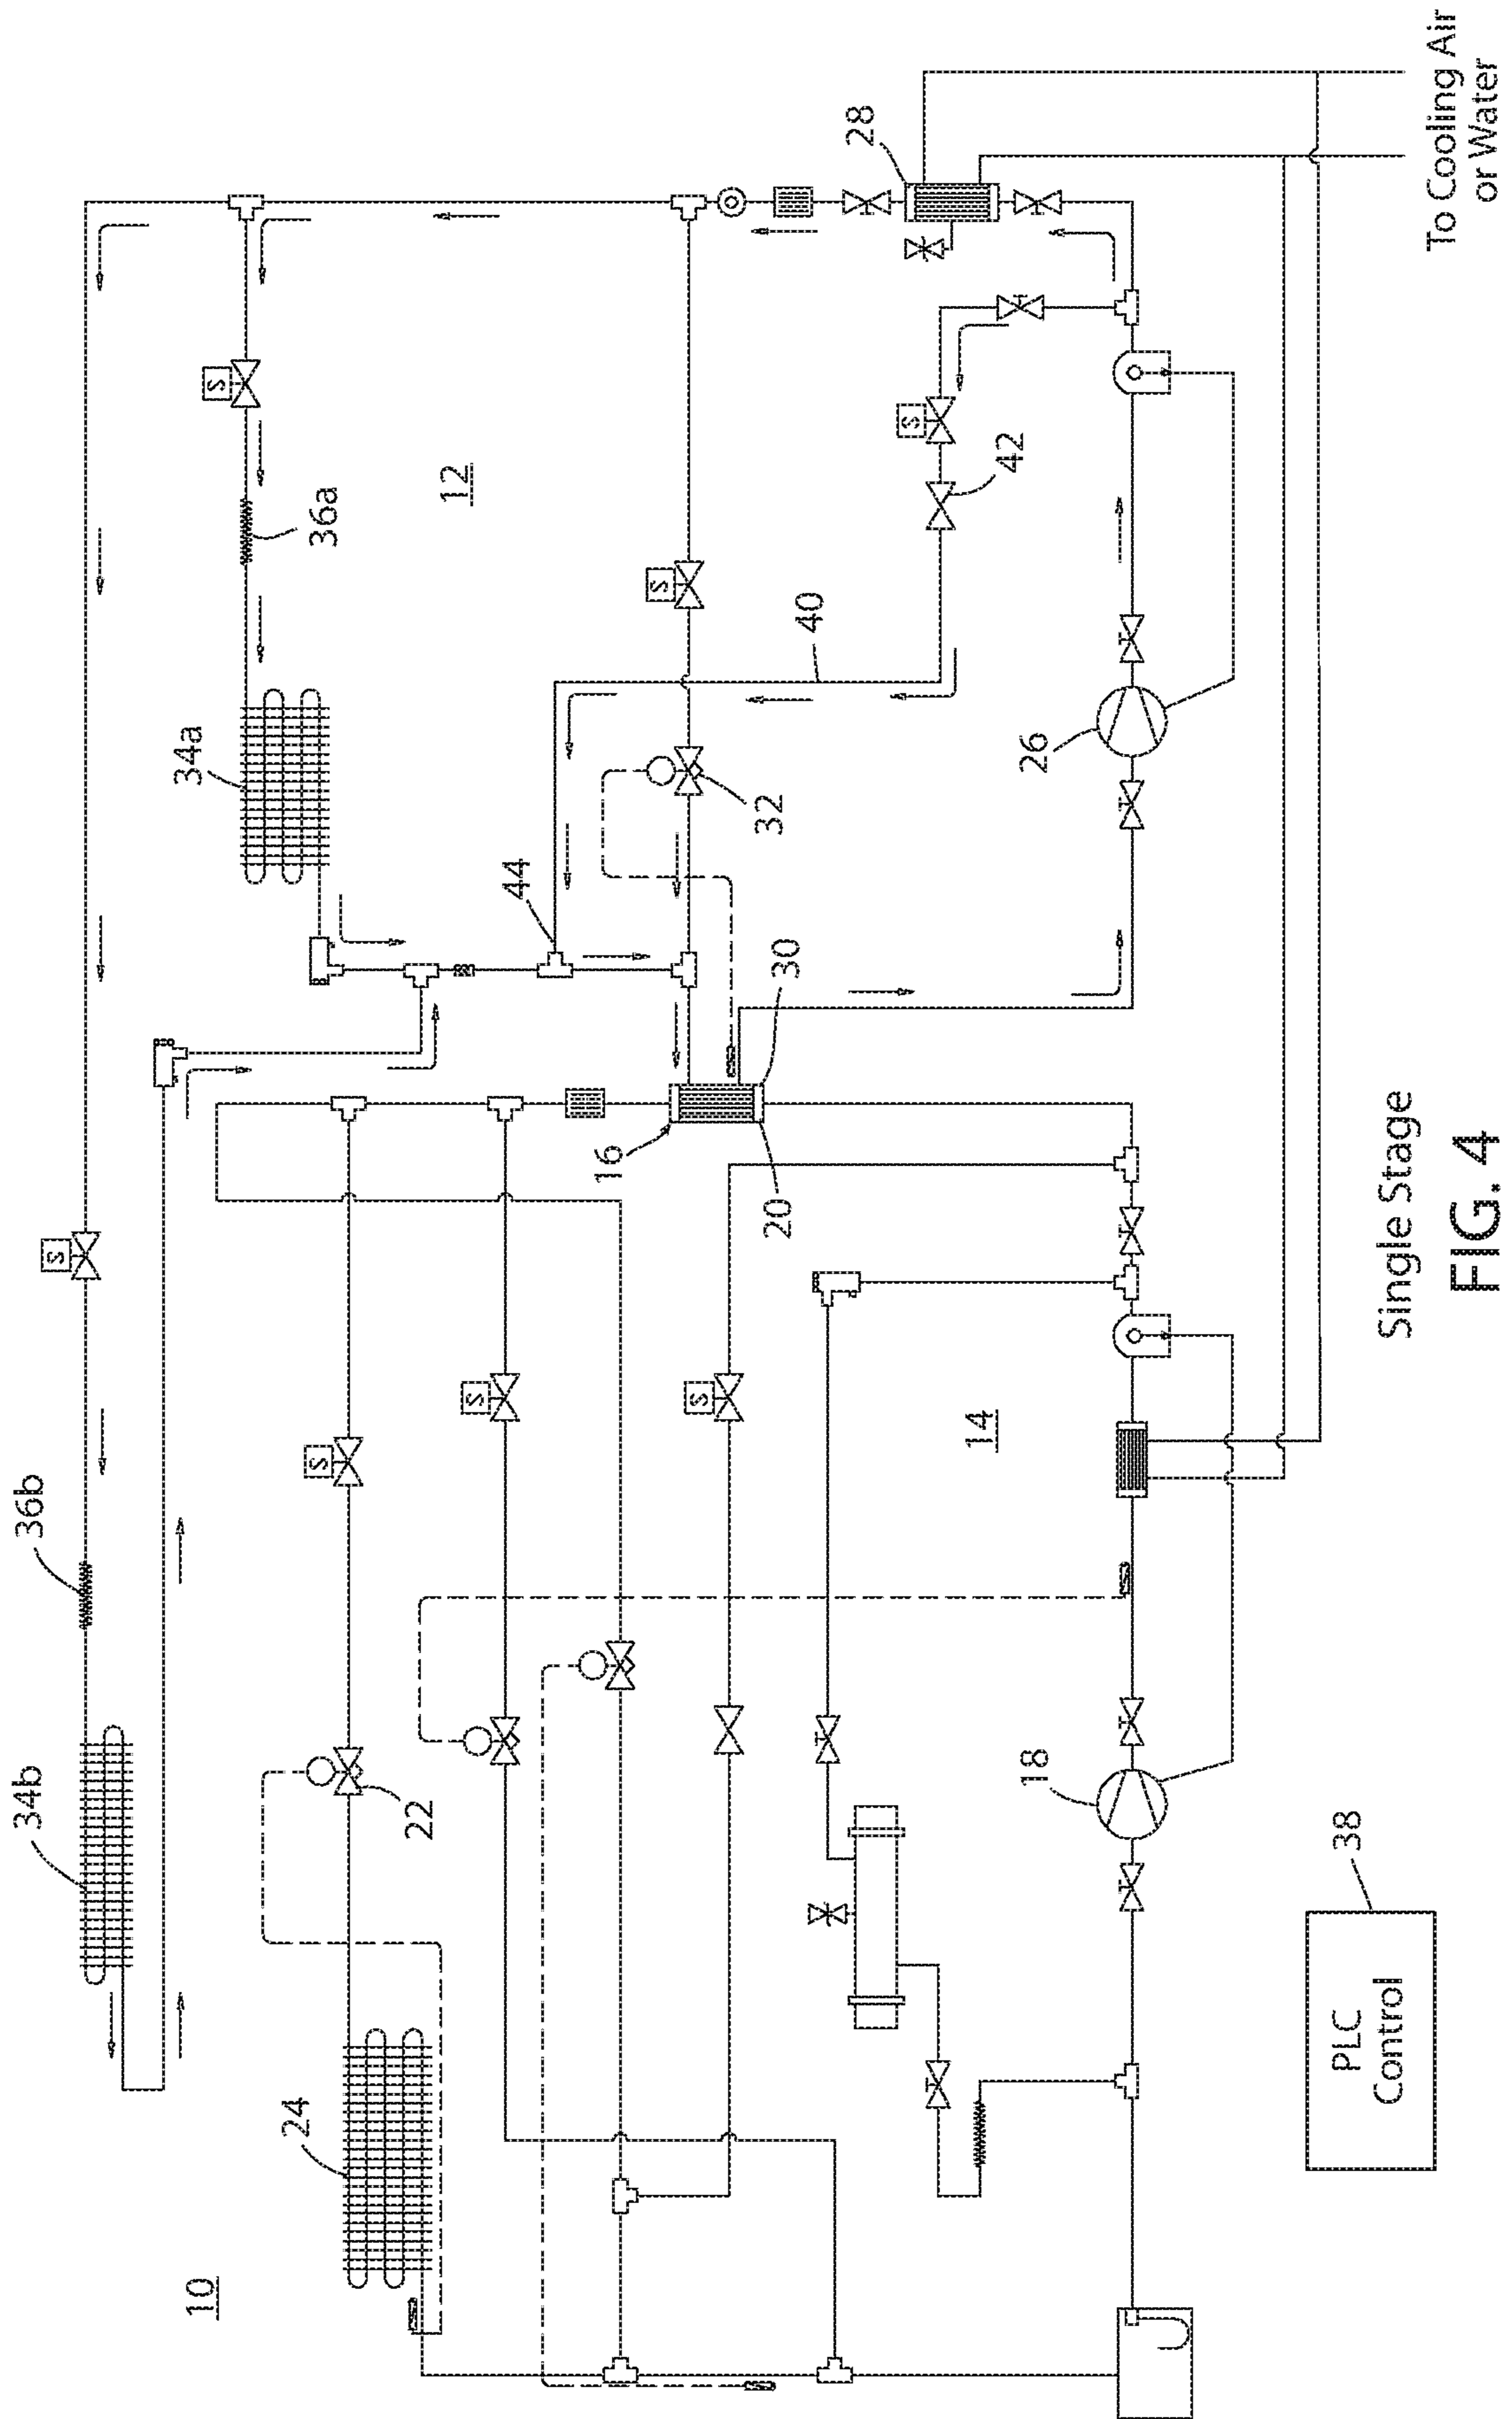 34b
36b
S
34a
10
S
24
S
36a
22
12
S
44
16
S
S
32
20
30
40
28
S
14
42
18
26
38
PLC
Control
Single Stage
FIG. 4
To Cooling Air
or Water